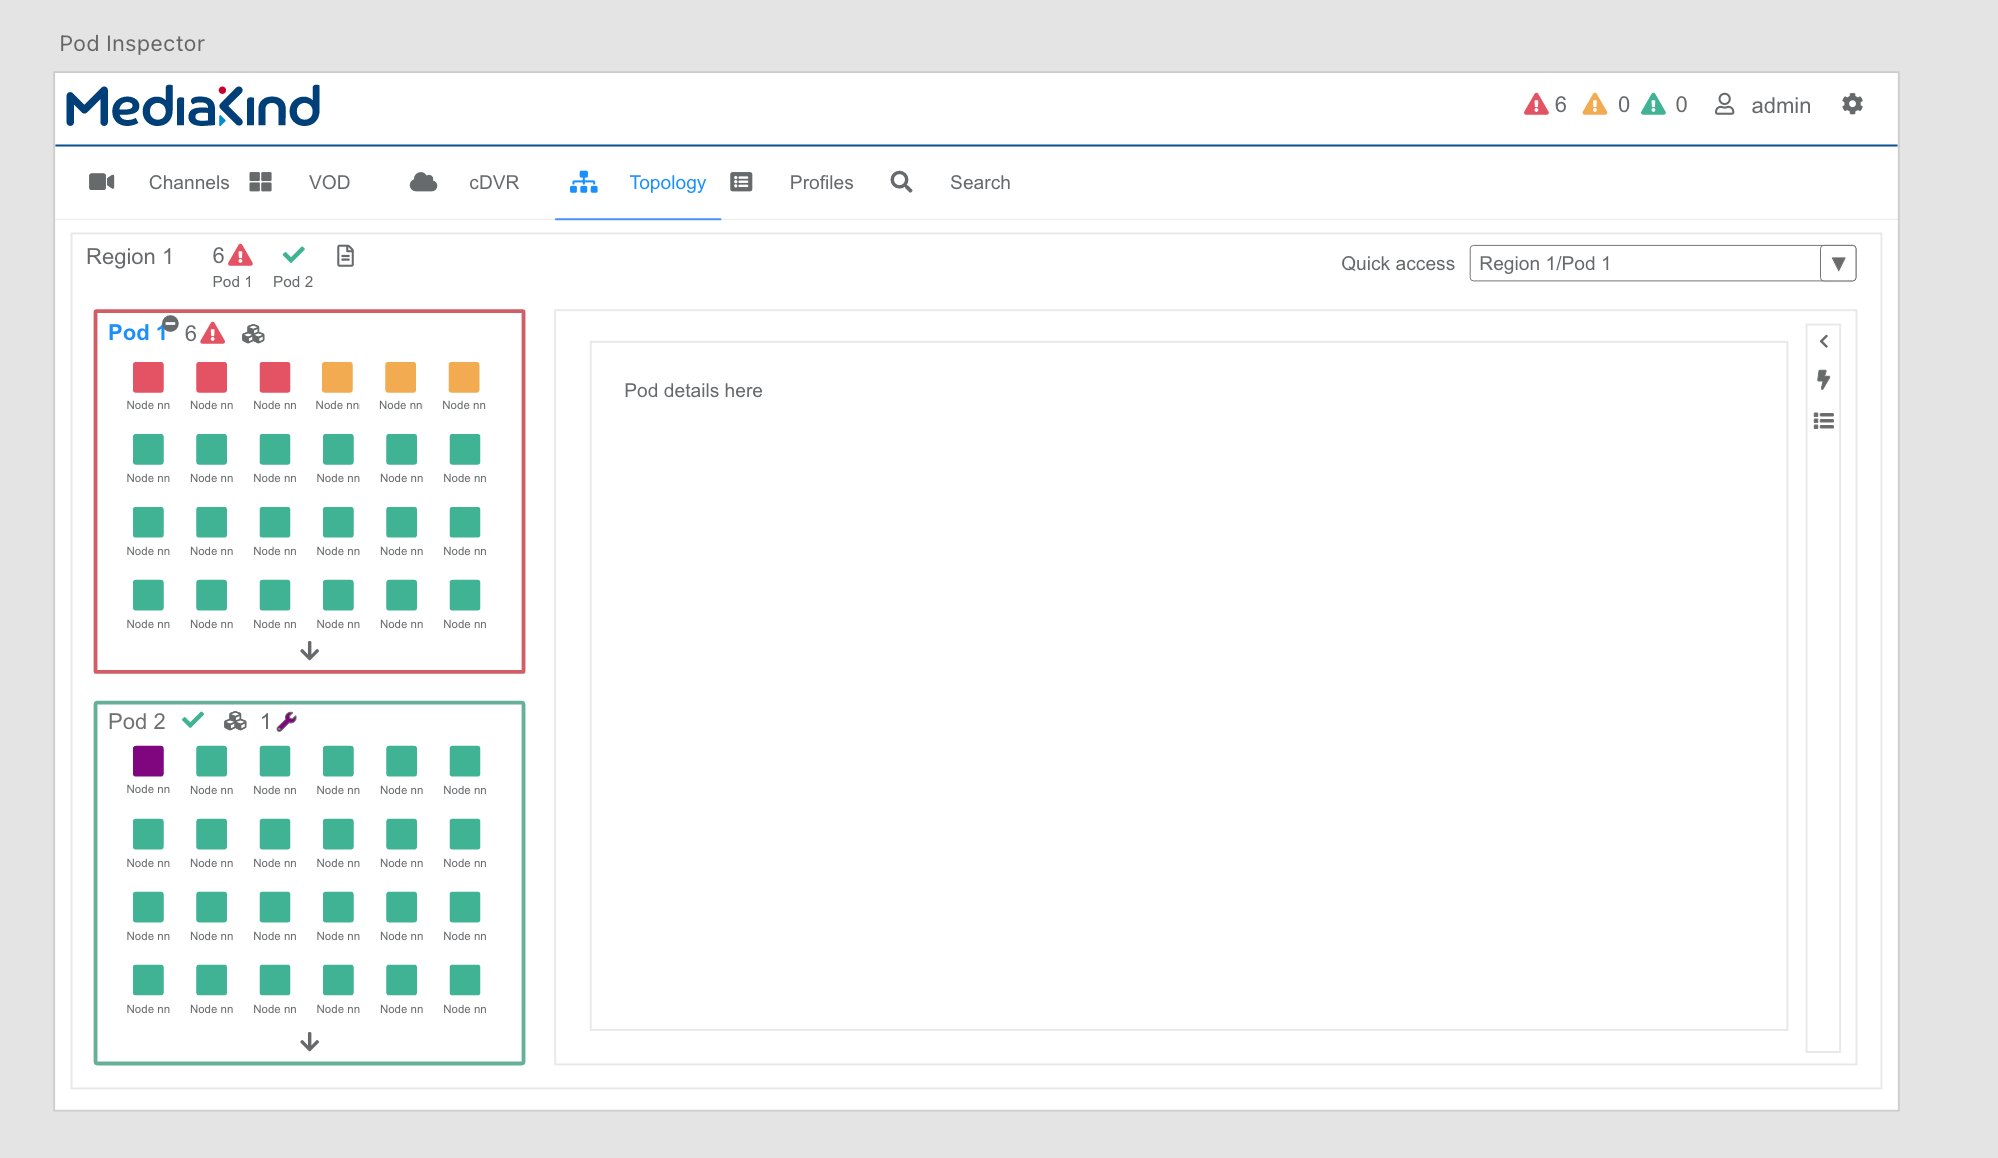 Pod Inspector
MediaKind
6 0 0 admin
Channels VOD cDVR Topology Profiles Search
Region 1 6
Pod 1 Pod 2
Quick access Region 1/Pod 1
Pod 1 6
Node nn Node nn Node nn Node nn Node nn Node nn
Node nn Node nn Node nn Node nn Node nn Node nn
Node nn Node nn Node nn Node nn Node nn Node nn
Node nn Node nn Node nn Node nn Node nn Node nn
Pod 2 1
Node nn Node nn Node nn Node nn Node nn Node nn
Node nn Node nn Node nn Node nn Node nn Node nn
Node nn Node nn Node nn Node nn Node nn Node nn
Node nn Node nn Node nn Node nn Node nn Node nn
Pod details here